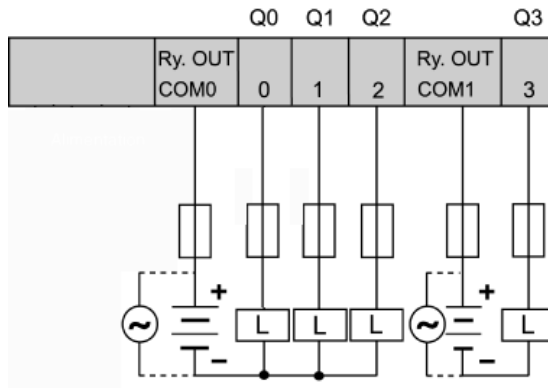 Q0 Q1 Q2 Q3
Ry. OUT Ry. OUT
COM0 0 1 2 COM1 3
+ +
~ L L L ~ L
− −